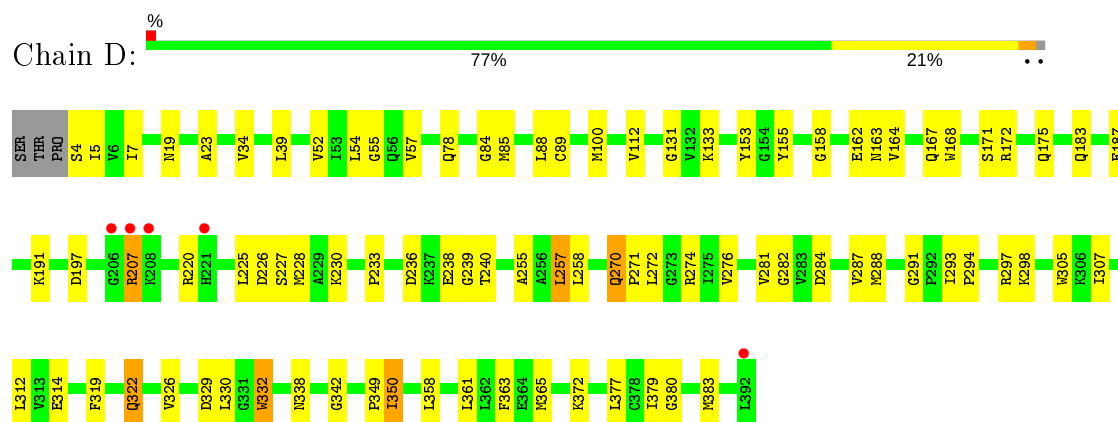 %
Chain D:
77% 21% • •
SER THR PRO S4 I5 V6 I7 N19 A23 V34 L39 V52 I53 L54 G55 Q56 V57 Q78 G84 M85 L88 C89 M100 V112 G131 V132 K133 Y153 G154 Y155 G158 E162 N163 V164 Q167 W168 S171 R172 Q175 Q183 E187
K191 D197 G206 R207 K208 R220 H221 L225 D226 S227 M228 A229 K230 P233 D236 K237 E238 G239 T240 A255 A256 L257 L258 Q270 P271 L272 G273 R274 I275 V276 V281 G282 V283 D284 V287 M288 G291 P292 I293 P294 R297 K298 W305 K306 I307
L312 V313 E314 F319 Q322 V326 D329 L330 G331 W332 N338 G342 P349 I350 L358 L361 L362 F363 E364 M365 K372 L377 C378 I379 G380 M383 L392